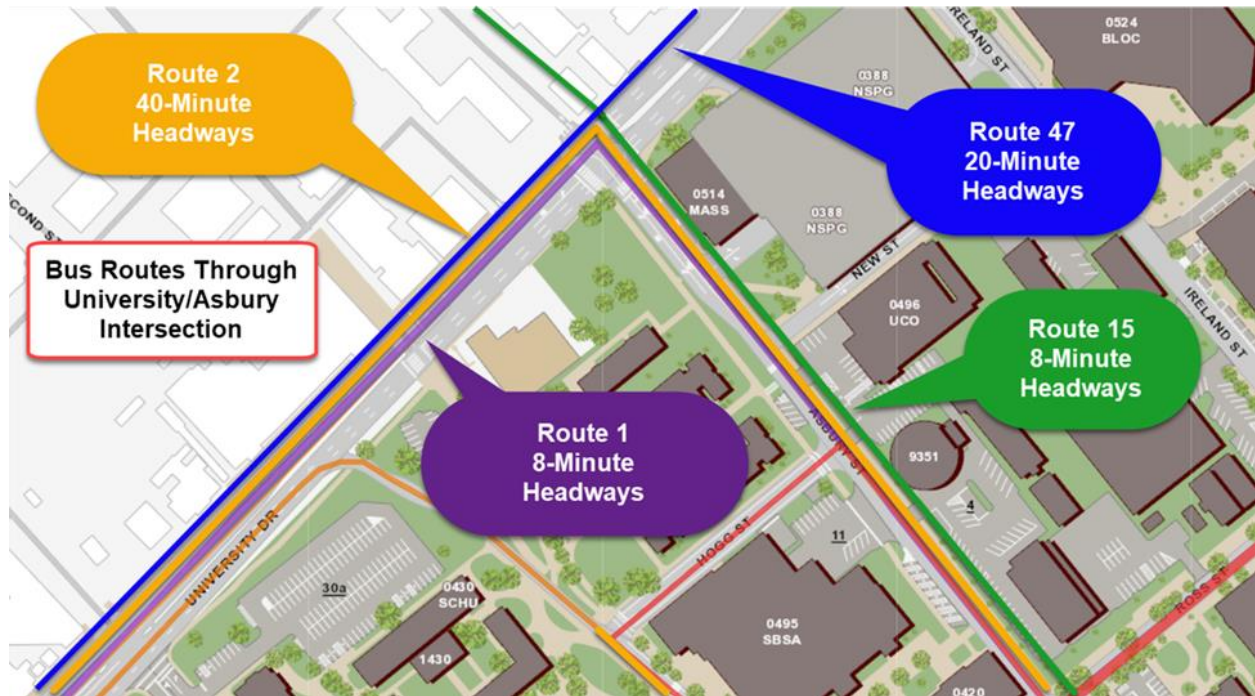 Route 2
40-Minute
Headways
IRELAND ST
0524
BLOC
0388
NSPG
Route 47
20-Minute
Headways
0514
MASS
0388
NSPG
Bus Routes Through
University/Asbury
Intersection
NEW ST
0496
UCO
IRELAND ST
Route 15
8-Minute
Headways
Route 1
8-Minute
Headways
ASBURY ST
9351
4
UNIVERSITY DR
HOGG ST
11
30a
0430
SCHU
1430
0495
SBSA
ROSS ST
0420